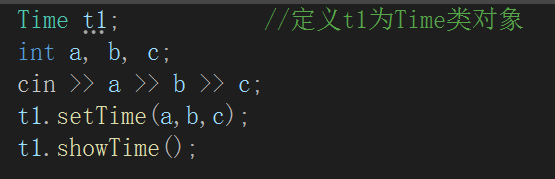 Time t1;            //定义t1为Time类对象
int a, b, c;
cin >> a >> b >> c;
t1.setTime(a,b,c);
t1.showTime();